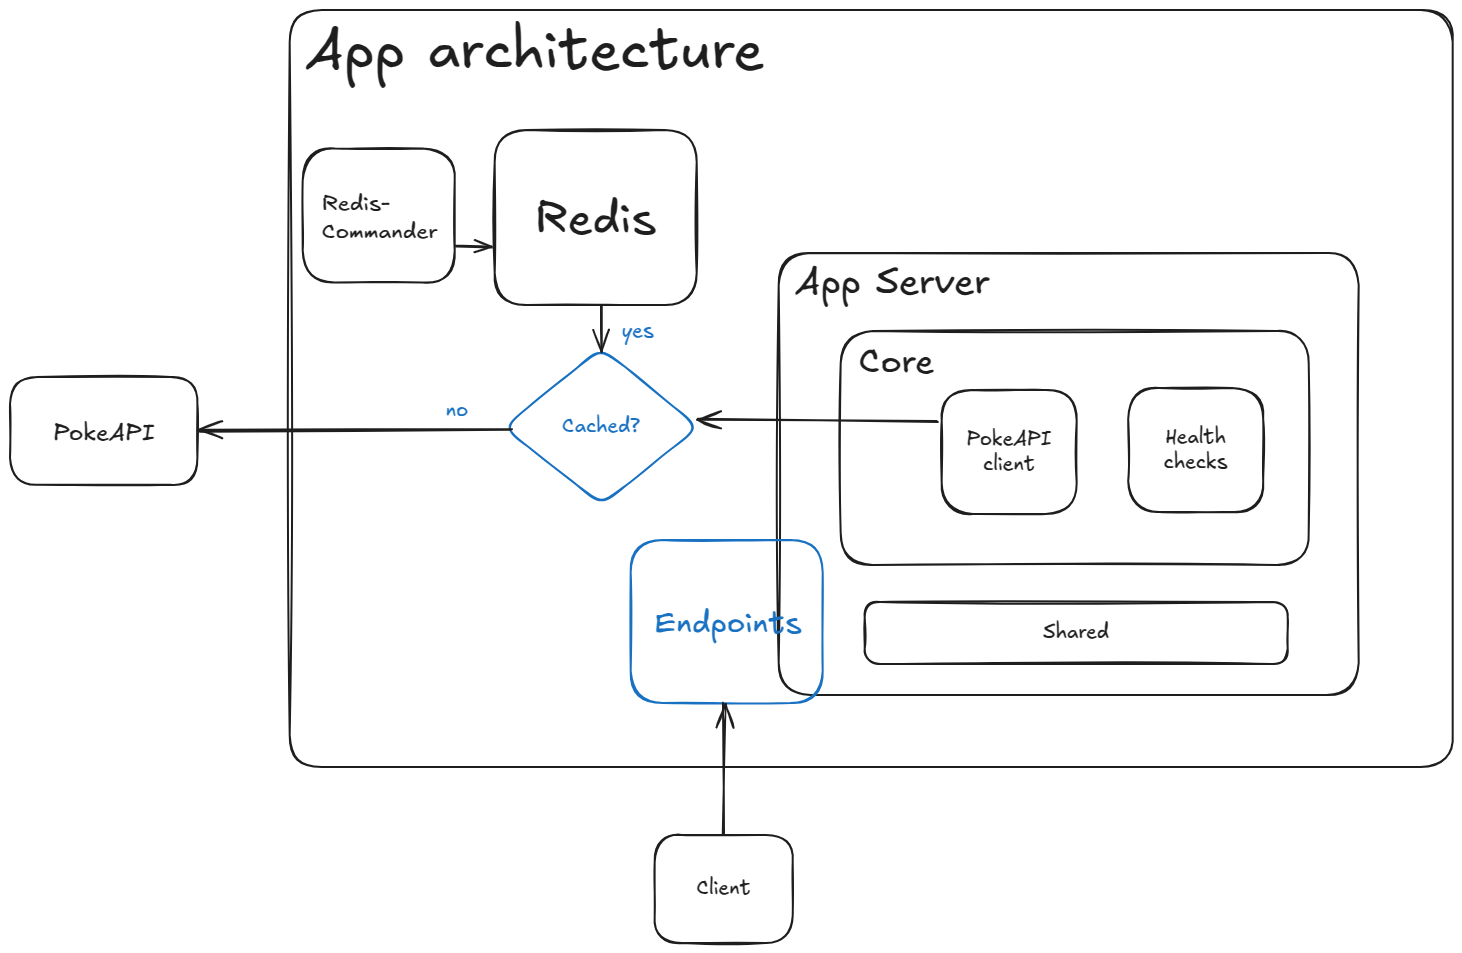 App architecture
Redis-
Commander
Redis
yes
App Server
Core
no
Cached?
PokeAPI
PokeAPI
client
Health
checks
Endpoints
Shared
Client